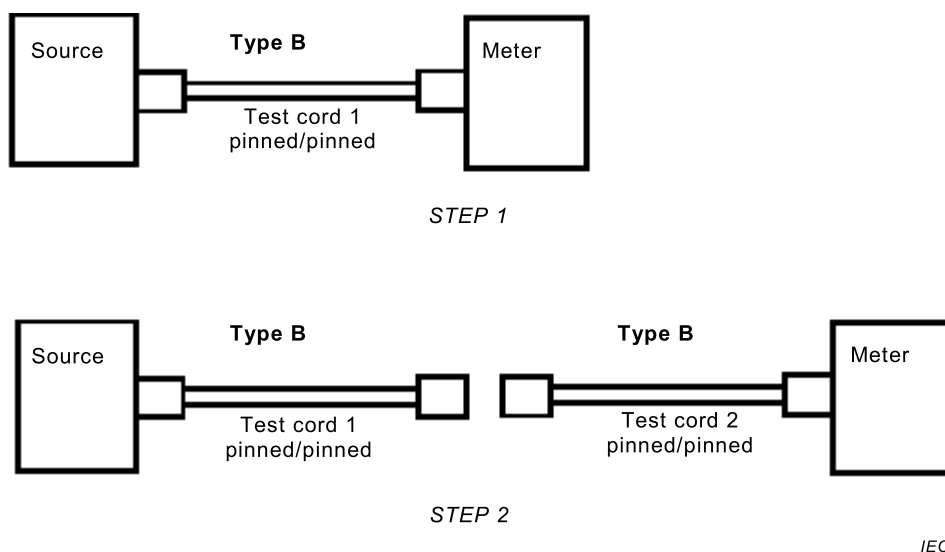 Source
Type B
Meter
Test cord 1
pinned/pinned
STEP 1
Type B
Type B
Source
Meter
Test cord 1
pinned/pinned
Test cord 2
pinned/pinned
STEP 2
IEC